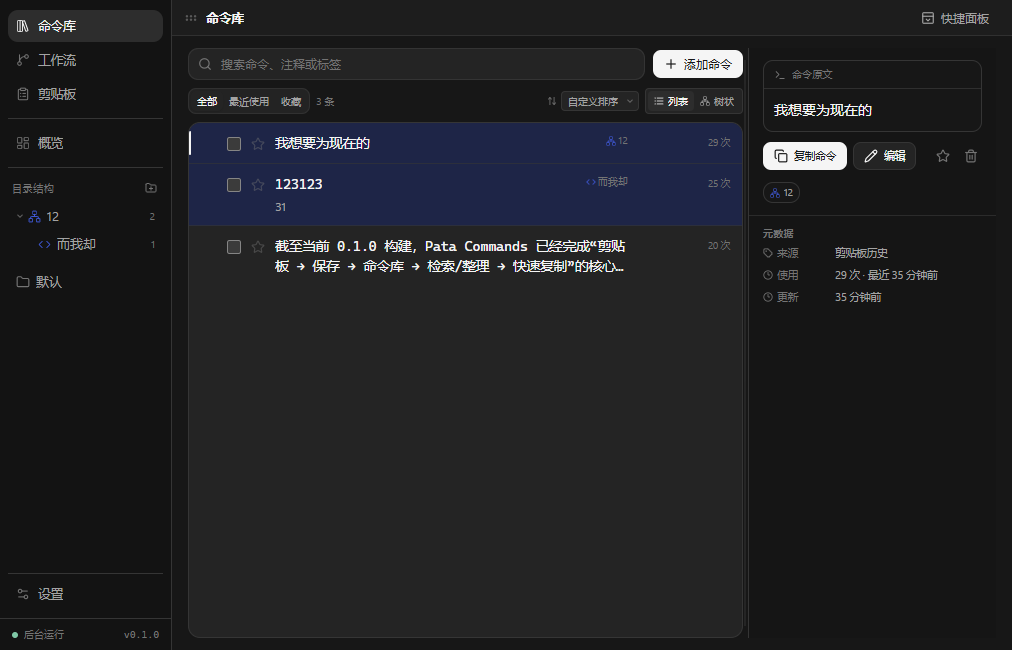 命令库
工作流
剪贴板
概览
目录结构
12 2
而我却 1
默认
设置
后台运行 v0.1.0
命令库 快捷面板
搜索命令、注释或标签
添加命令
全部 最近使用 收藏 3 条 自定义排序 列表 树状
我想要为现在的 12 29 次
123123 而我却 25 次
31
截至当前 0.1.0 构建, Pata Commands 已经完成“剪贴 20 次
板 → 保存 → 命令库 → 检索/整理 → 快速复制”的核心…
命令原文
我想要为现在的
复制命令 编辑
12
元数据
来源 剪贴板历史
使用 29 次 · 最近 35 分钟前
更新 35 分钟前